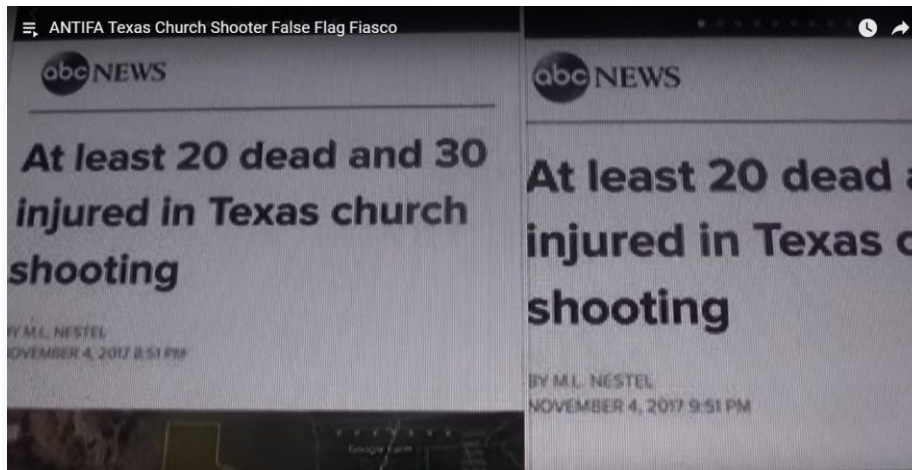 ANTIFA Texas Church Shooter False Flag Fiasco
abc NEWS
At least 20 dead and 30
injured in Texas church
shooting
BY M.L. NESTEL
NOVEMBER 4, 2017 8:51 PM
Google Earth
abc NEWS
At least 20 dead a
injured in Texas c
shooting
BY M.L. NESTEL
NOVEMBER 4, 2017 9:51 PM